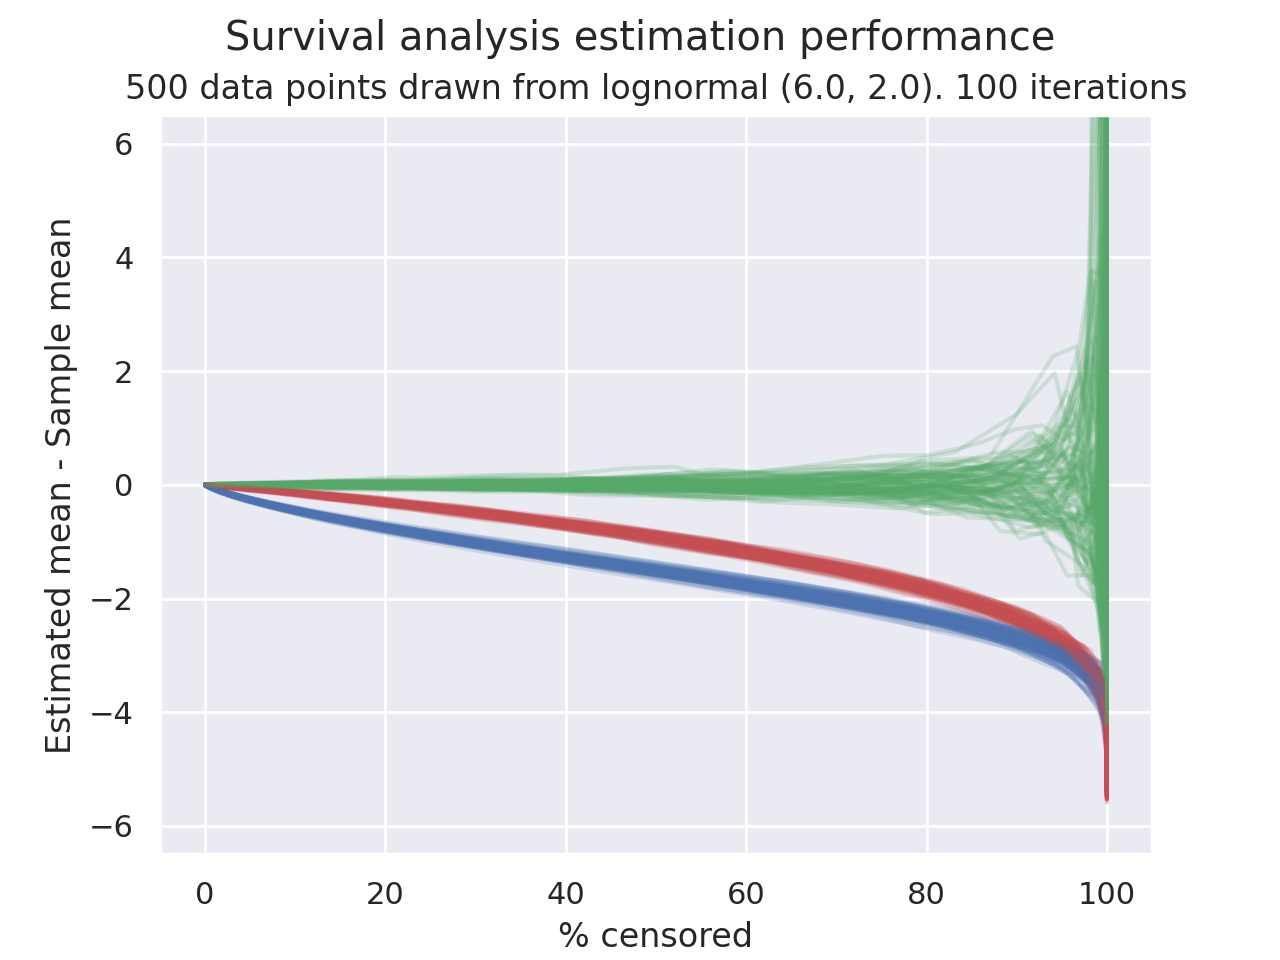 Survival analysis estimation performance
500 data points drawn from lognormal (6.0, 2.0). 100 iterations
Estimated mean - Sample mean
6
4
2
0
−2
−4
−6
0 20 40 60 80 100
% censored